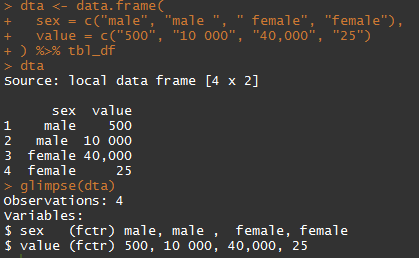 > dta <- data.frame(
+   sex = c("male", "male ", " female", "female"),
+   value = c("500", "10 000", "40,000", "25")
+ ) %>% tbl_df
> dta
Source: local data frame [4 x 2]

      sex  value
1    male    500
2   male  10 000
3  female 40,000
4  female     25
> glimpse(dta)
Observations: 4
Variables:
$ sex   (fctr) male, male ,  female, female
$ value (fctr) 500, 10 000, 40,000, 25